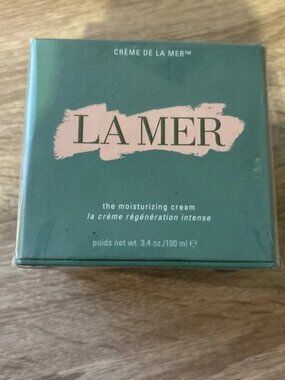 CRÈME DE LA MER™
LA MER
the moisturizing cream
la crème régénération intense
poids net wt. 3.4 oz./100 ml ℮